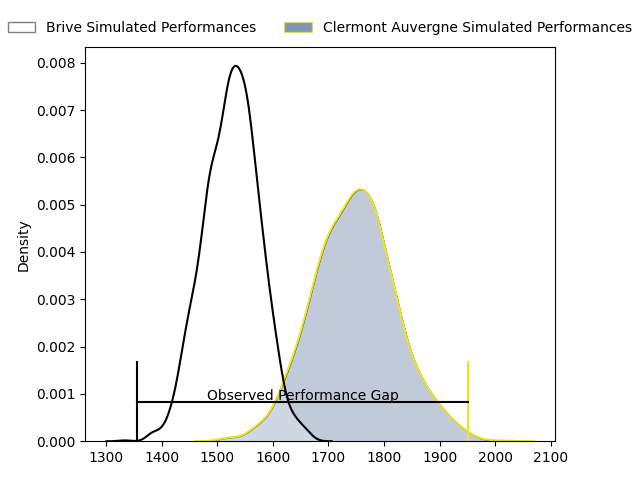 Brive Simulated Performances
Clermont Auvergne Simulated Performances
Density
0.008
0.007
0.006
0.005
0.004
0.003
0.002
0.001
0.000
Observed Performance Gap
1300 1400 1500 1600 1700 1800 1900 2000 2100